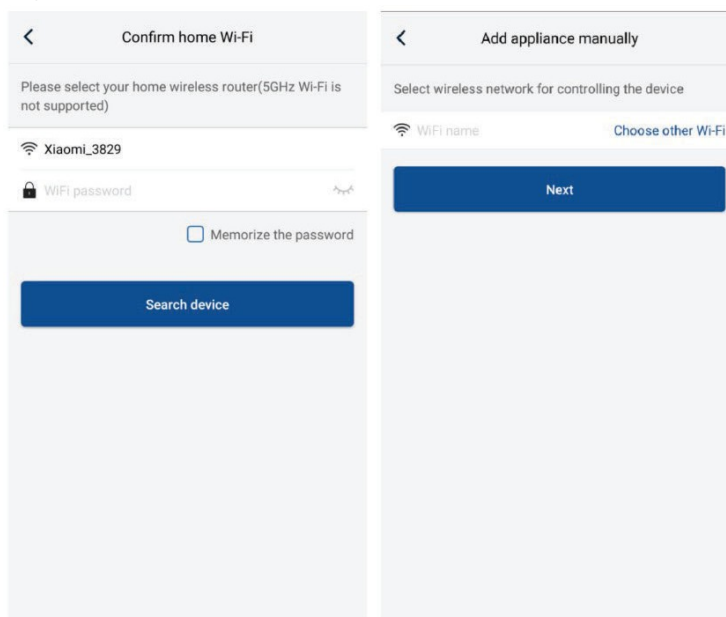 Confirm home Wi-Fi
Please select your home wireless router(5GHz Wi-Fi is
not supported)
Xiaomi_3829
WiFi password
Memorize the password
Search device
Add appliance manually
Select wireless network for controlling the device
WiFi name
Choose other Wi-Fi
Next